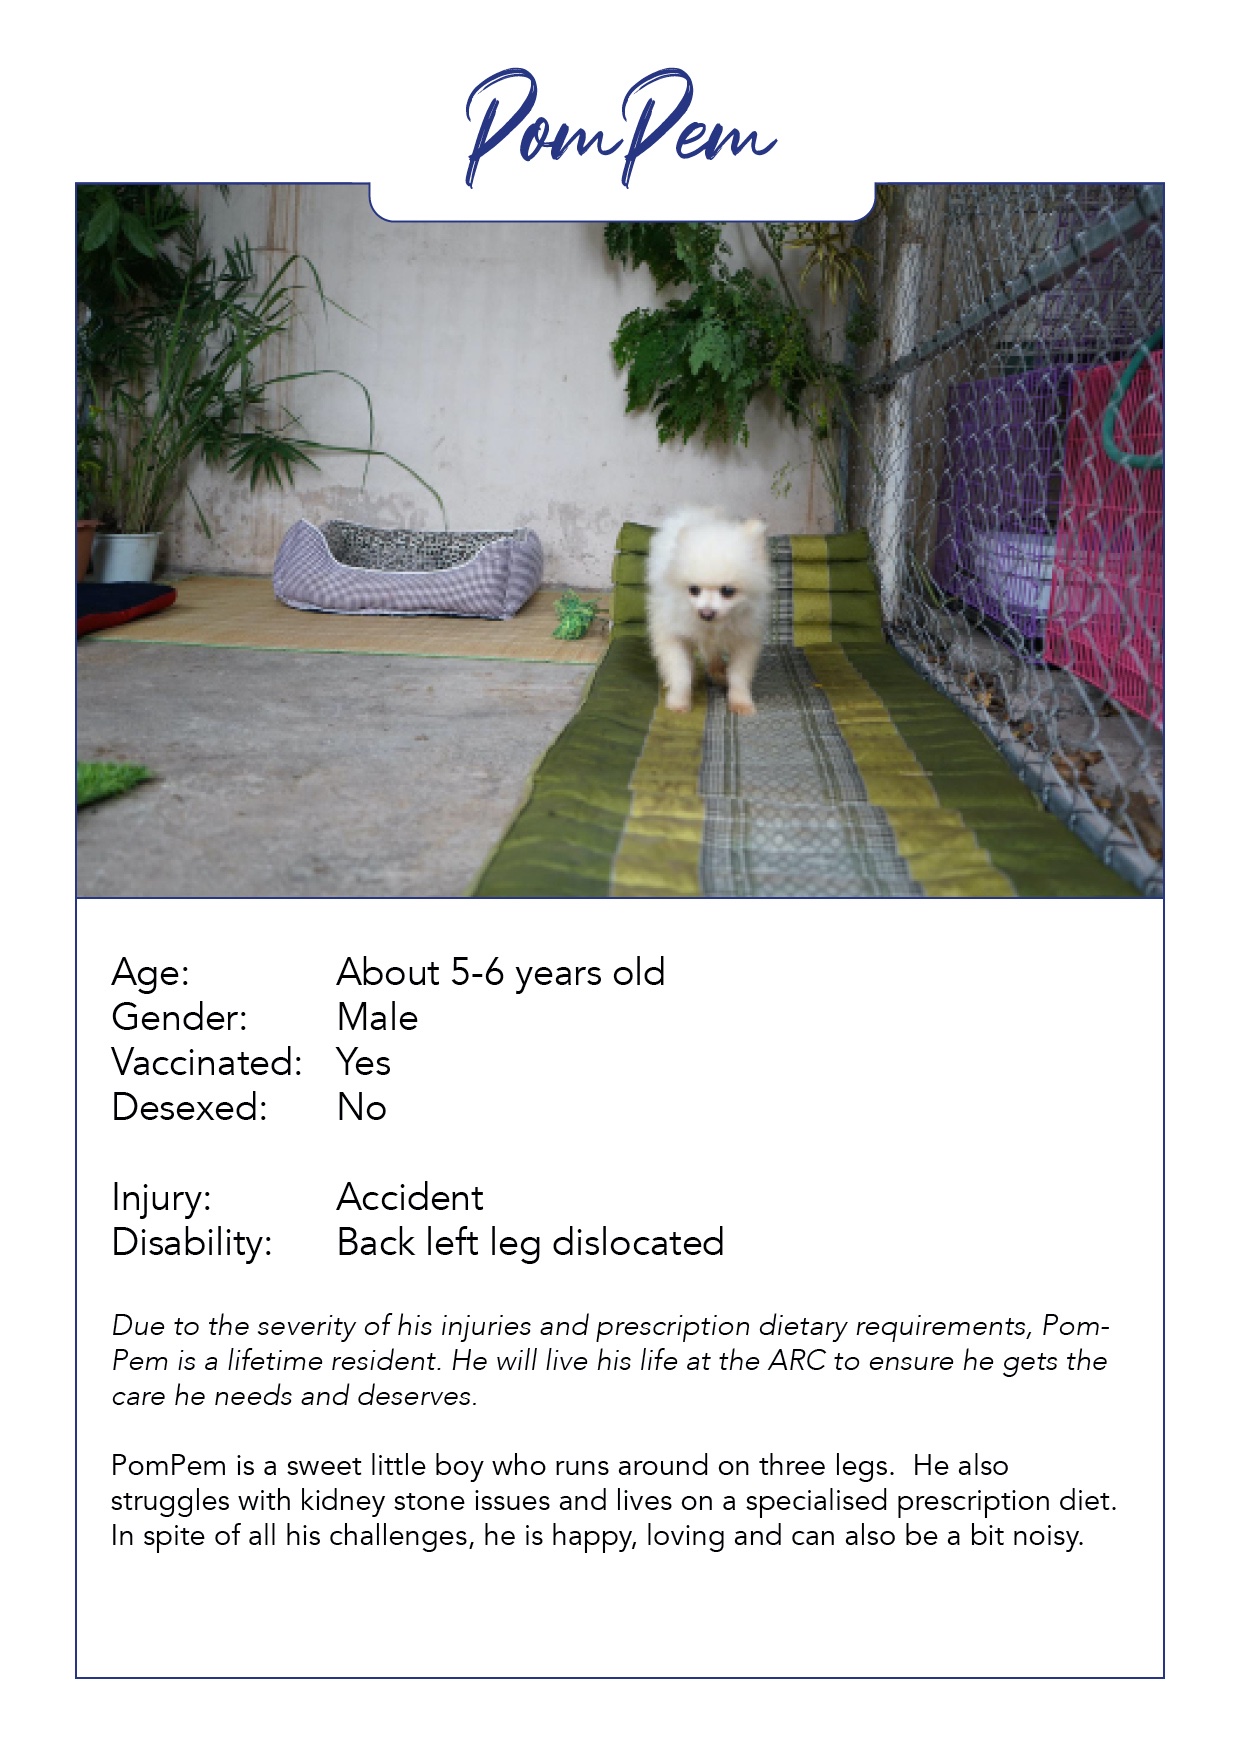 PomPem
Age: About 5-6 years old
Gender: Male
Vaccinated: Yes
Desexed: No
Injury: Accident
Disability: Back left leg dislocated
Due to the severity of his injuries and prescription dietary requirements, Pom-
Pem is a lifetime resident. He will live his life at the ARC to ensure he gets the
care he needs and deserves.
PomPem is a sweet little boy who runs around on three legs.  He also
struggles with kidney stone issues and lives on a specialised prescription diet.
In spite of all his challenges, he is happy, loving and can also be a bit noisy.